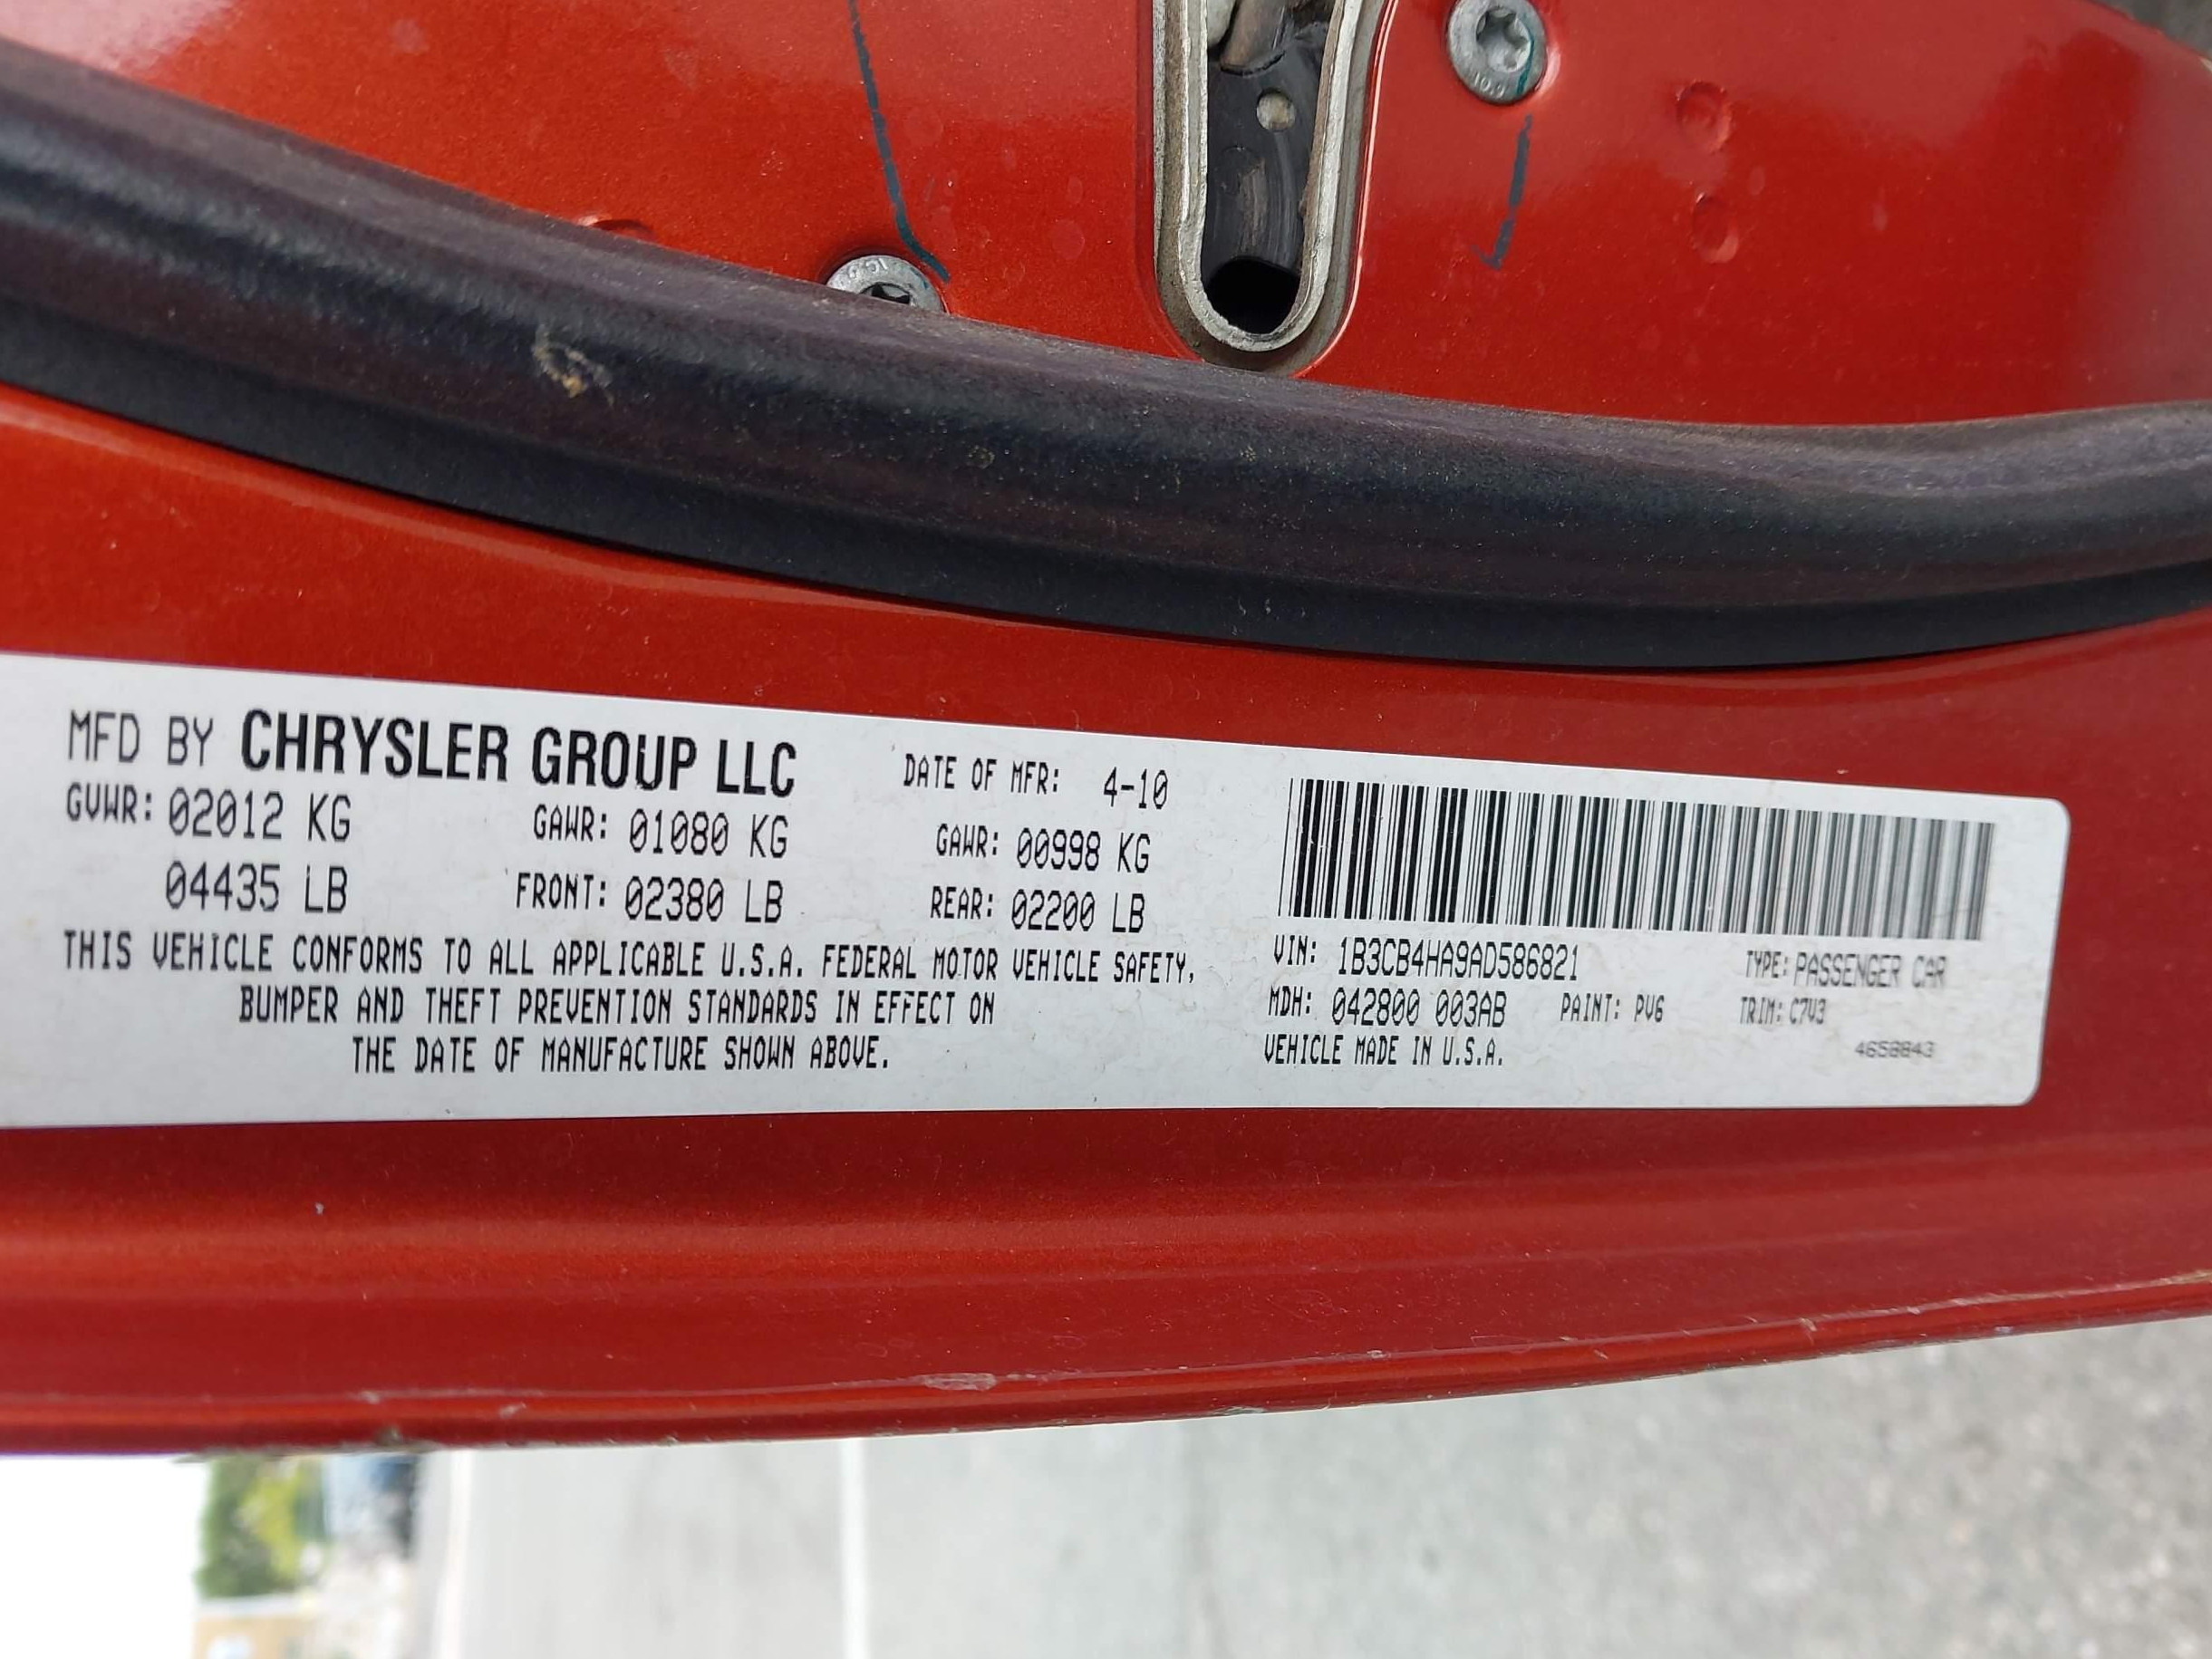 MFD BY CHRYSLER GROUP LLC DATE OF MFR: 4-10
GVWR: 02012 KG GAWR: 01080 KG GAWR: 00998 KG
04435 LB FRONT: 02380 LB REAR: 02200 LB
THIS VEHICLE CONFORMS TO ALL APPLICABLE U.S.A. FEDERAL MOTOR VEHICLE SAFETY,
BUMPER AND THEFT PREVENTION STANDARDS IN EFFECT ON
THE DATE OF MANUFACTURE SHOWN ABOVE.
VIN: 1B3CB4HA9AD586821 TYPE: PASSENGER CAR
MDH: 042800 003AB PAINT: PV6 TRIM: C7V3
VEHICLE MADE IN U.S.A. 4658843